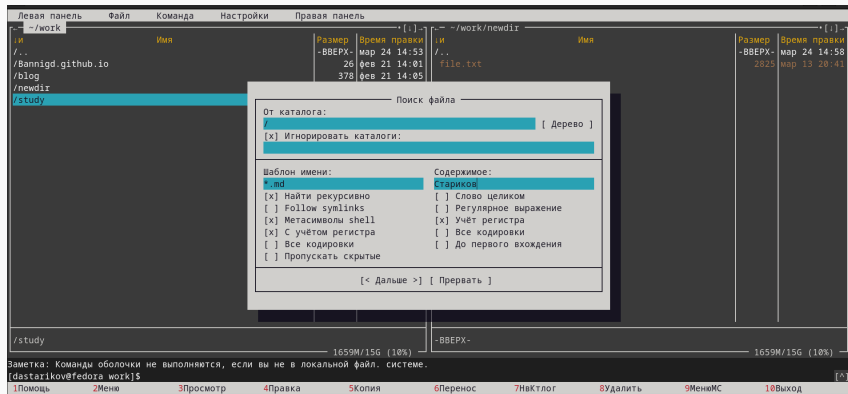 Левая панель Файл Команда Настройки Правая панель
~/work [↓] ~/work/newdir [↓]
↓и Имя Размер Время правки ↓и Имя Размер Время правки
/.. -ВВЕРХ- мар 24 14:53 /.. -ВВЕРХ- мар 24 14:58
/Bannigd.github.io 26 фев 21 14:01 file.txt 2825 мар 13 20:41
/blog 378 фев 21 14:05
/newdir
/study
Поиск файла
От каталога:
/ [ Дерево ]
[x] Игнорировать каталоги:
Шаблон имени: Содержимое:
*.md Стариков
[x] Найти рекурсивно [ ] Слово целиком
[ ] Follow symlinks [ ] Регулярное выражение
[x] Метасимволы shell [x] Учёт регистра
[x] С учётом регистра [ ] Все кодировки
[ ] Все кодировки [ ] До первого вхождения
[ ] Пропускать скрытые
[< Дальше >] [ Прервать ]
/study -ВВЕРХ-
1659M/15G (10%) 1659M/15G (10%)
Заметка: Команды оболочки не выполняются, если вы не в локальной файл. системе.
[dastarikov@fedora work]$ [^]
1Помощь 2Меню 3Просмотр 4Правка 5Копия 6Перенос 7НвКтлог 8Удалить 9МенюMC 10Выход